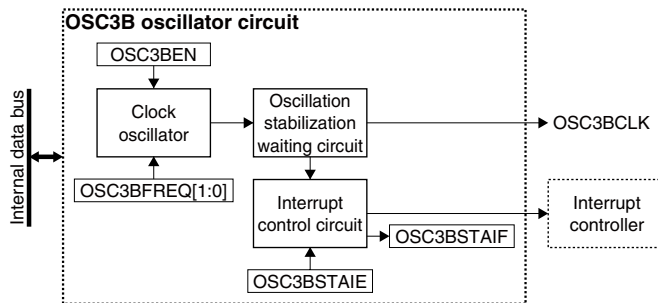 OSC3B oscillator circuit
OSC3BEN
Internal data bus
Clock
oscillator
Oscillation
stabilization
waiting circuit
OSC3BCLK
OSC3BFREQ[1:0]
Interrupt
control circuit
Interrupt
controller
OSC3BSTAIF
OSC3BSTAIE